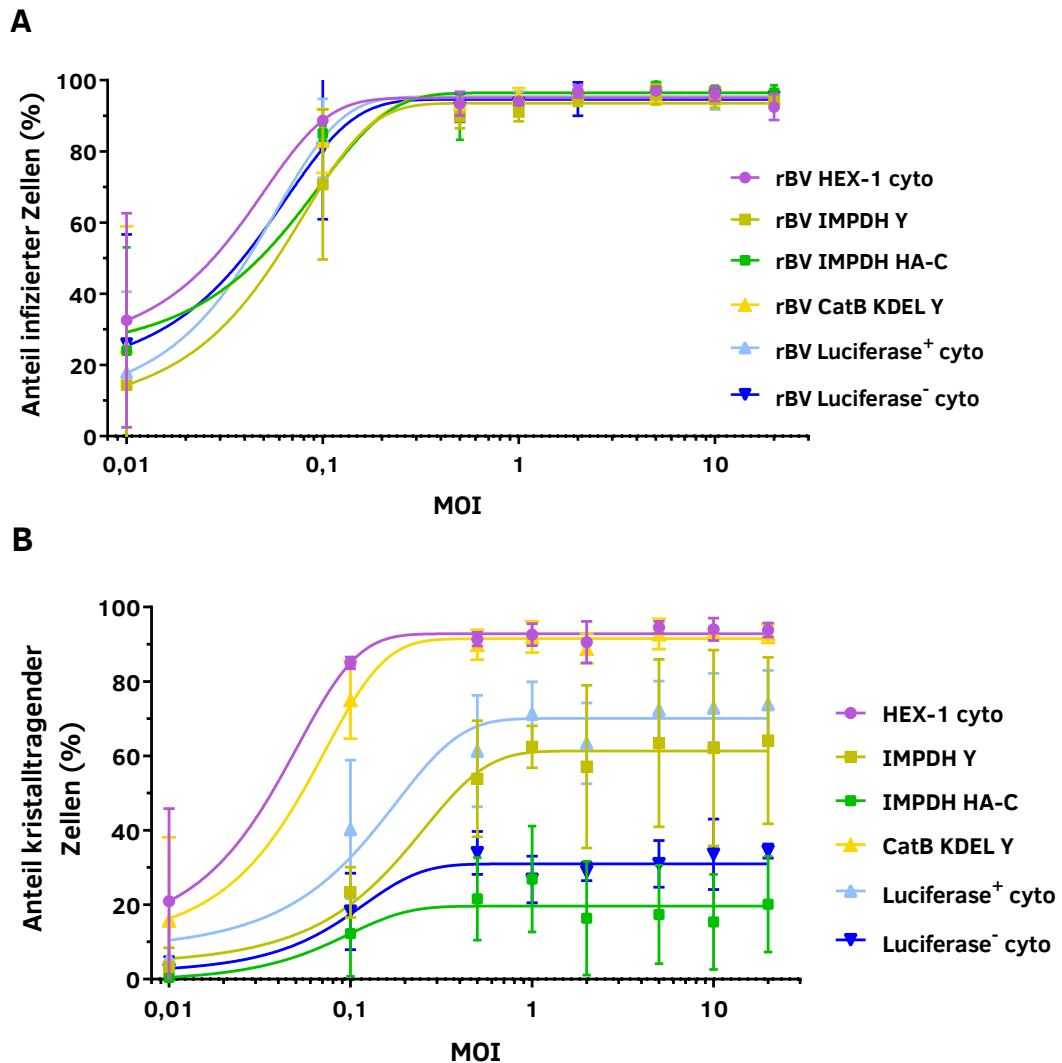 A
Anteil infizierter Zellen (%)
100
80
60
40
20
0
0,01
0,1
1
10
MOI
rBV HEX-1 cyto
rBV IMPDH Y
rBV IMPDH HA-C
rBV CatB KDEL Y
rBV Luciferase⁺ cyto
rBV Luciferase⁻ cyto
B
Anteil kristalltragender
Zellen (%)
100
80
60
40
20
0
0,01
0,1
1
10
MOI
HEX-1 cyto
IMPDH Y
IMPDH HA-C
CatB KDEL Y
Luciferase⁺ cyto
Luciferase⁻ cyto